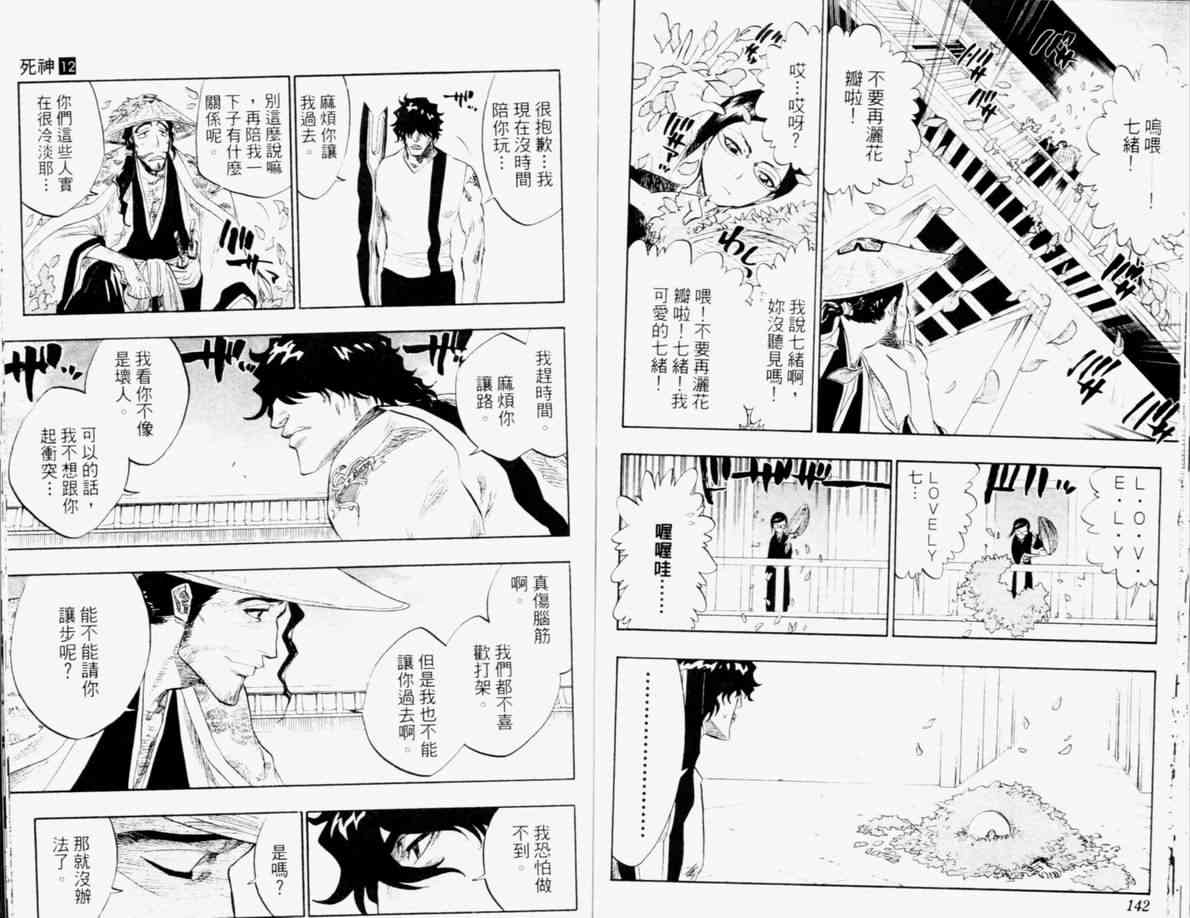 嗚喂！
七緒！
不要再灑花
瓣啦！
哎…哎呀？
我說七緒啊，
妳沒聽見嗎！
喂！不要再灑花
瓣啦！七緒！我
可愛的七緒！
わしっ
L・O・V・
E・L・Y
LOVELY
七…
喔喔哇……
………………
142
死神 12
很抱歉…我
現在沒時間
陪你玩…
麻煩你讓
我過去。
別這麼說嘛
，再陪我一
下子有什麼
關係呢。
你們這些人實
在很冷淡耶…
我趕時間。
麻煩你
讓路。
我看你不像
是壞人。
可以的話，
我不想跟你
起衝突…
真傷腦筋
啊。
我們都不喜
歡打架。
但是我也不能
讓你過去啊。
能不能請你
讓步呢？
我恐怕做
不到。
是嗎？
那就沒辦
法了。